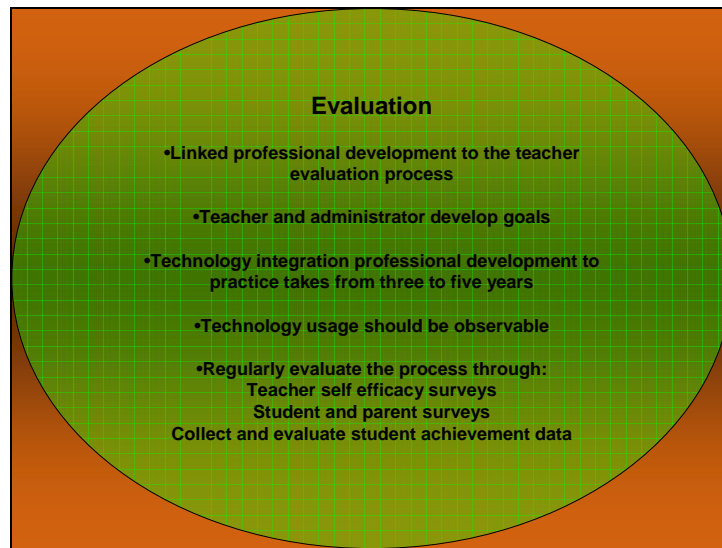 Evaluation
•Linked professional development to the teacher
evaluation process
•Teacher and administrator develop goals
•Technology integration professional development to
practice takes from three to five years
•Technology usage should be observable
•Regularly evaluate the process through:
Teacher self efficacy surveys
Student and parent surveys
Collect and evaluate student achievement data